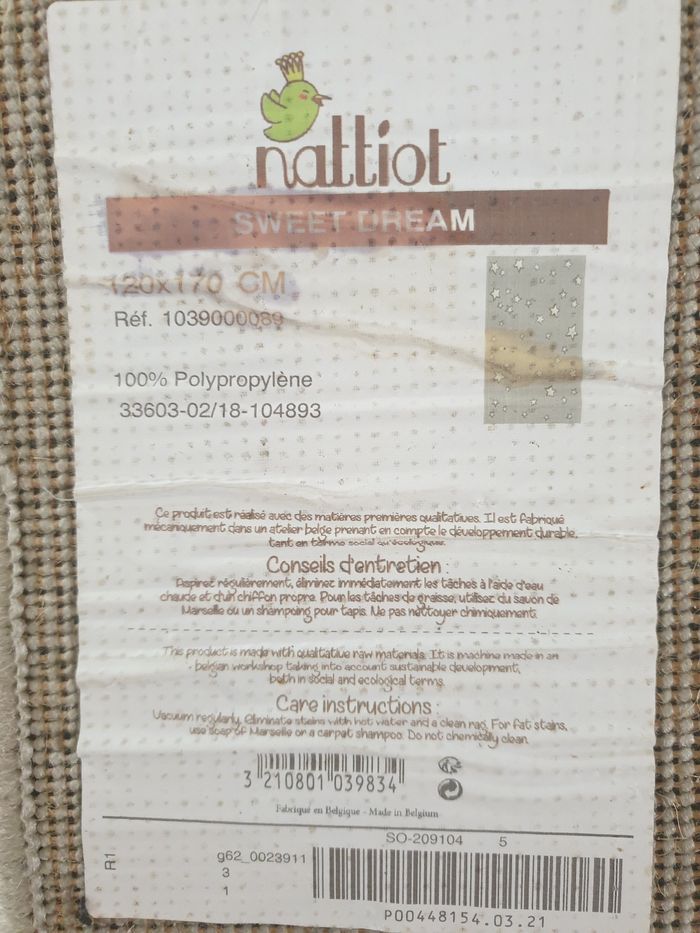 nattiot
SWEET DREAM
120x170 CM
Réf. 1039000089
100% Polypropylène
33603-02/18-104893
Ce produit est réalisé avec des matières premières qualitatives. Il est fabriqué
mécaniquement dans un atelier belge prenant en compte le développement durable,
tant en terme social qu'écologique.
Conseils d'entretien :
Aspirez régulièrement, éliminez immédiatement les tâches à l'aide d'eau
chaude et d'un chiffon propre. Pour les tâches de graisse, utilisez du savon de
Marseille ou un shampoing pour tapis. Ne pas nettoyer chimiquement.
This product is made with qualitative raw materials. It is machine made in an
belgian workshop taking into account sustainable development,
both in social and ecological terms.
Care instructions :
Vacuum regularly. Eliminate stains with hot water and a clean rag. For fat stains,
use soap of Marseille or a carpet shampoo. Do not chemically clean.
3 210801 039834
Fabriqué en Belgique - Made in Belgium
SO-209104 5
R1
g62_0023911
3
1
P00448154.03.21